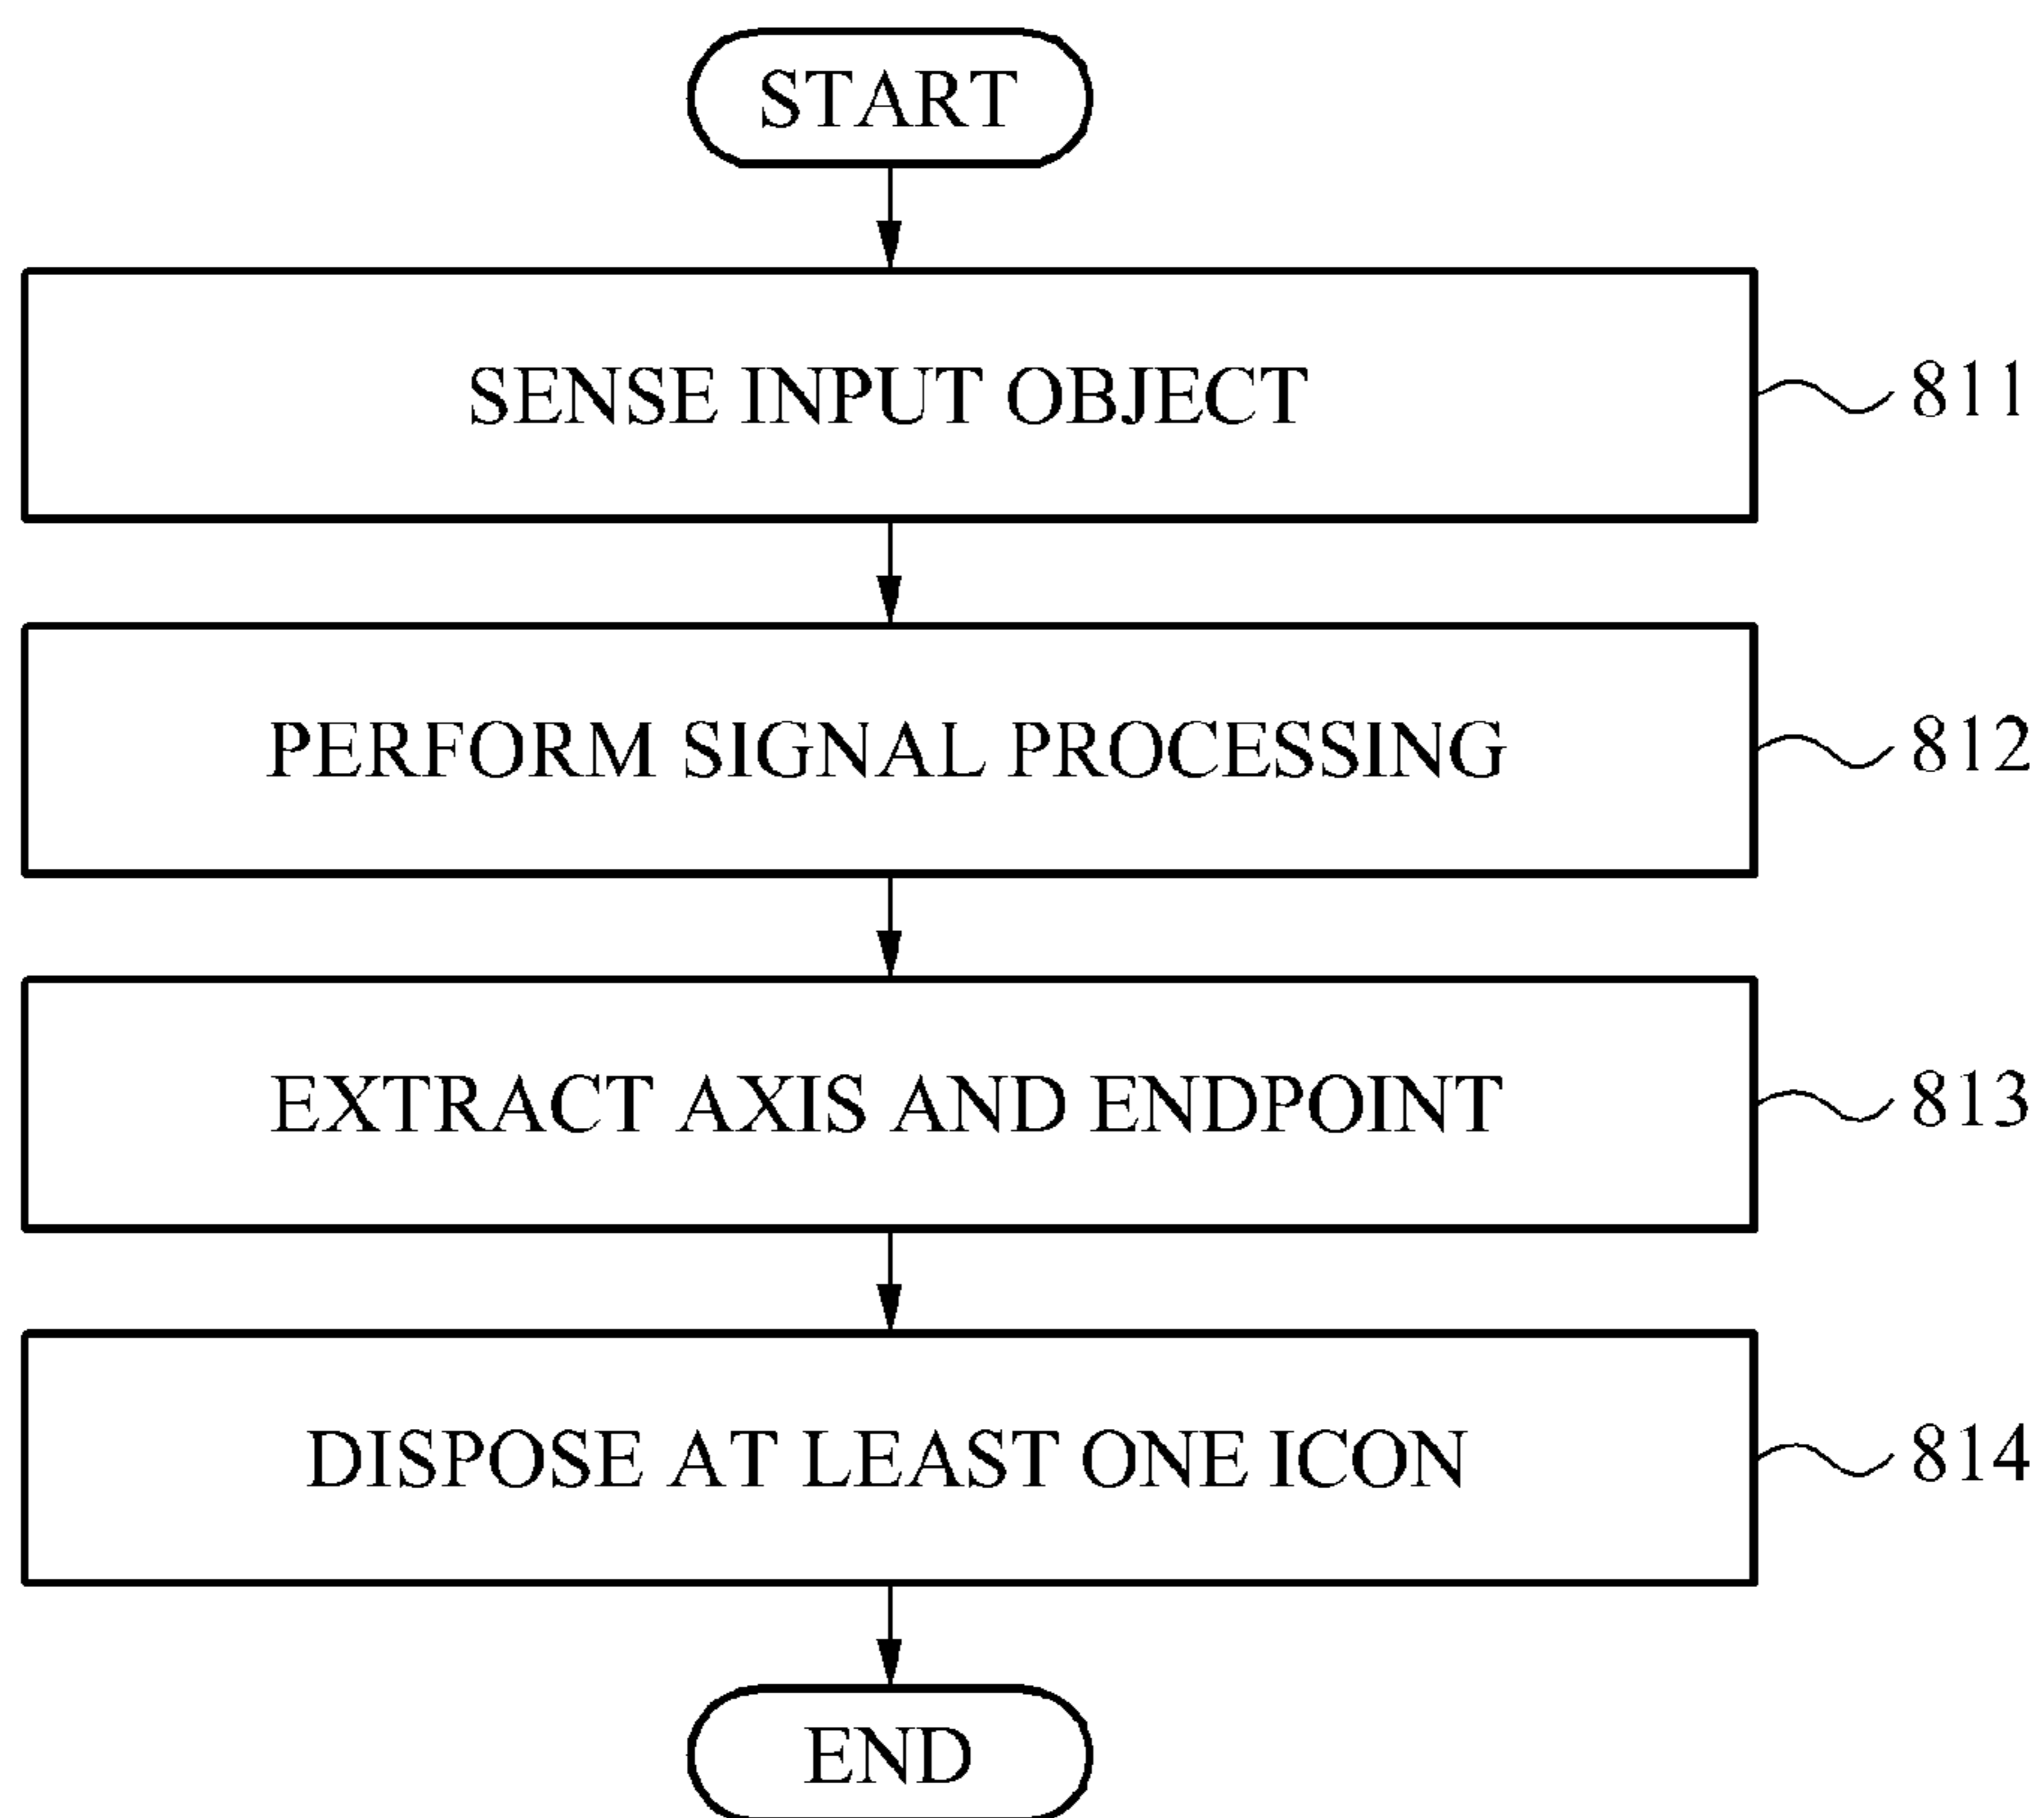 START
SENSE INPUT OBJECT
811
PERFORM SIGNAL PROCESSING
812
EXTRACT AXIS AND ENDPOINT
813
DISPOSE AT LEAST ONE ICON
814
END